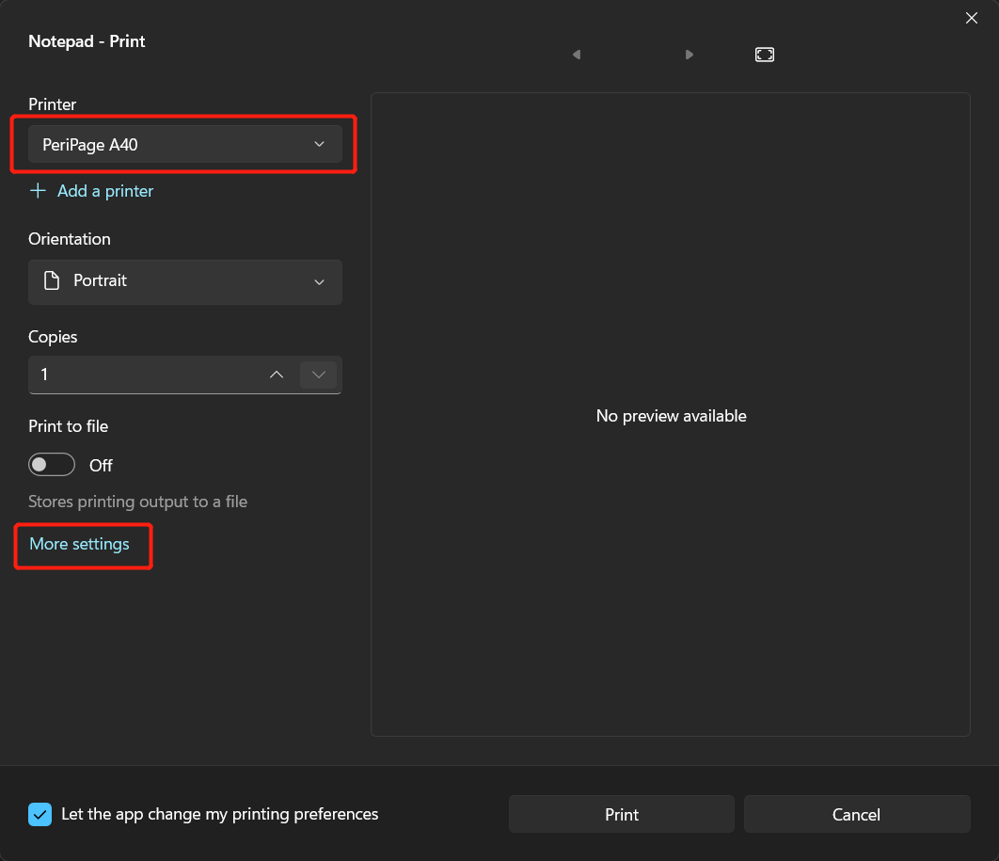 Notepad - Print
Printer
PeriPage A40
Add a printer
Orientation
Portrait
Copies
1
Print to file
Off
Stores printing output to a file
More settings
No preview available
Let the app change my printing preferences
Print
Cancel